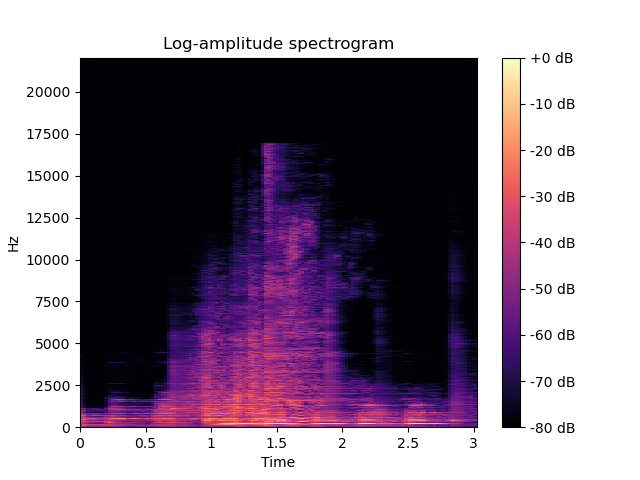 Log-amplitude spectrogram
Hz
20000
17500
15000
12500
10000
7500
5000
2500
0
0 0.5 1 1.5 2 2.5 3
Time
+0 dB
-10 dB
-20 dB
-30 dB
-40 dB
-50 dB
-60 dB
-70 dB
-80 dB